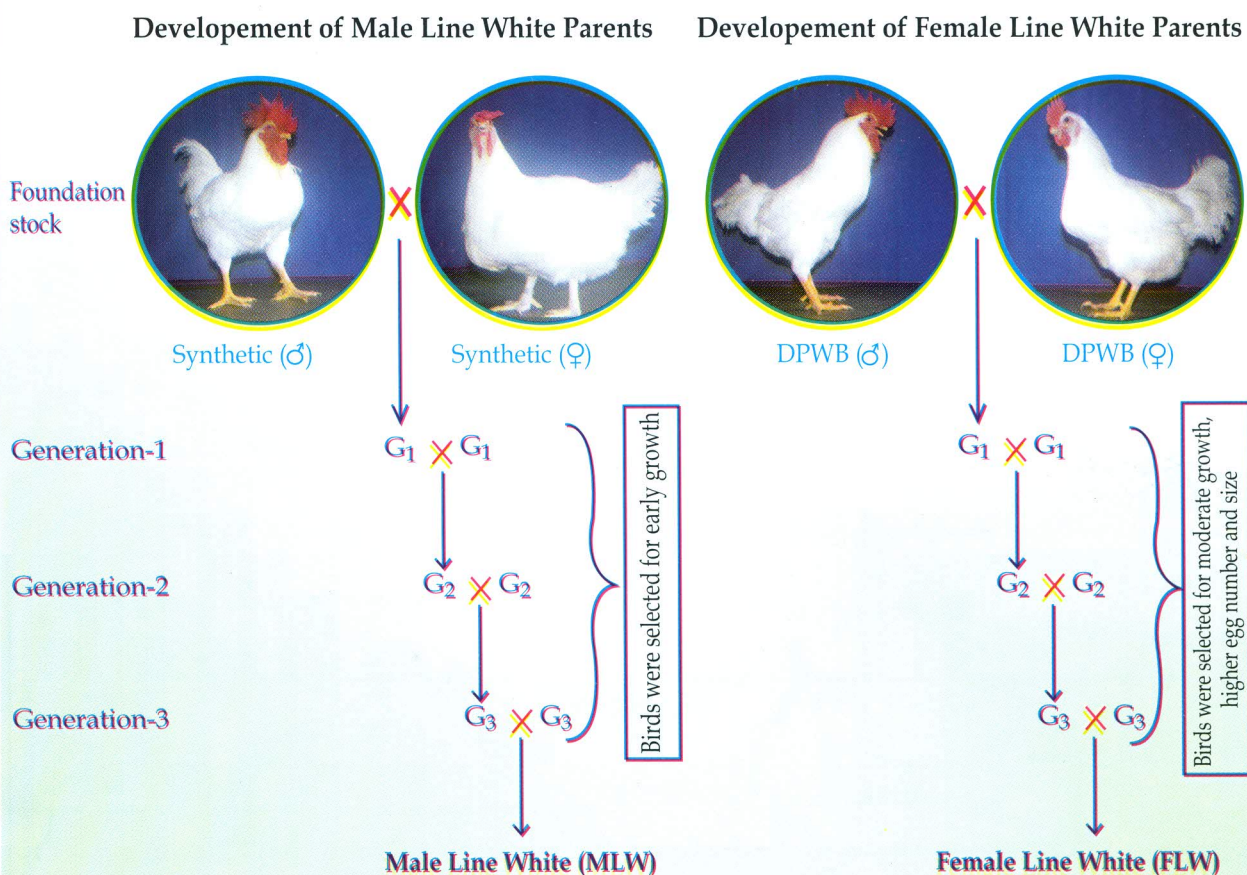 Developement of Male Line White Parents
Developement of Female Line White Parents
Foundation
stock
X
X
Synthetic (♂)
Synthetic (♀)
DPWB (♂)
DPWB (♀)
Generation-1
G₁ X G₁
G₁ X G₁
Generation-2
G₂ X G₂
G₂ X G₂
Generation-3
G₃ X G₃
G₃ X G₃
Birds were selected for early growth
Birds were selected for moderate growth,
higher egg number and size
Male Line White (MLW)
Female Line White (FLW)